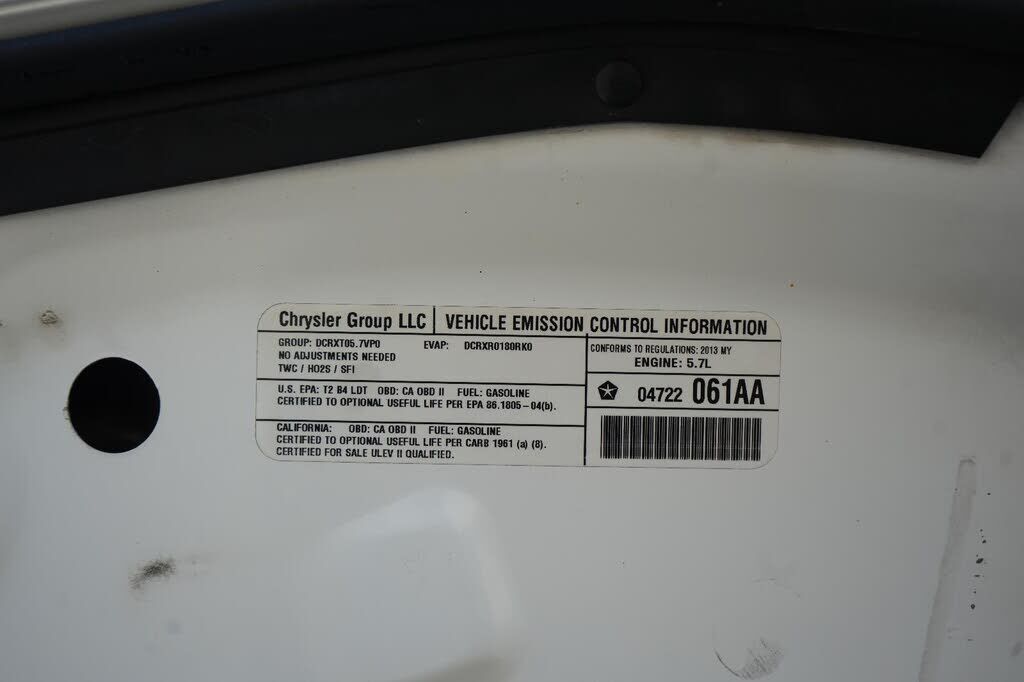 Chrysler Group LLC
VEHICLE EMISSION CONTROL INFORMATION
GROUP: DCRXT05.7VP0 EVAP: DCRXR0180RK0
NO ADJUSTMENTS NEEDED
TWC / HO2S / SFI
U.S. EPA: T2 B4 LDT OBD: CA OBD II FUEL: GASOLINE
CERTIFIED TO OPTIONAL USEFUL LIFE PER EPA 86.1805-04(b).
CALIFORNIA: OBD: CA OBD II FUEL: GASOLINE
CERTIFIED TO OPTIONAL USEFUL LIFE PER CARB 1961 (a) (8).
CERTIFIED FOR SALE ULEV II QUALIFIED.
CONFORMS TO REGULATIONS: 2013 MY
ENGINE: 5.7L
04722 061AA